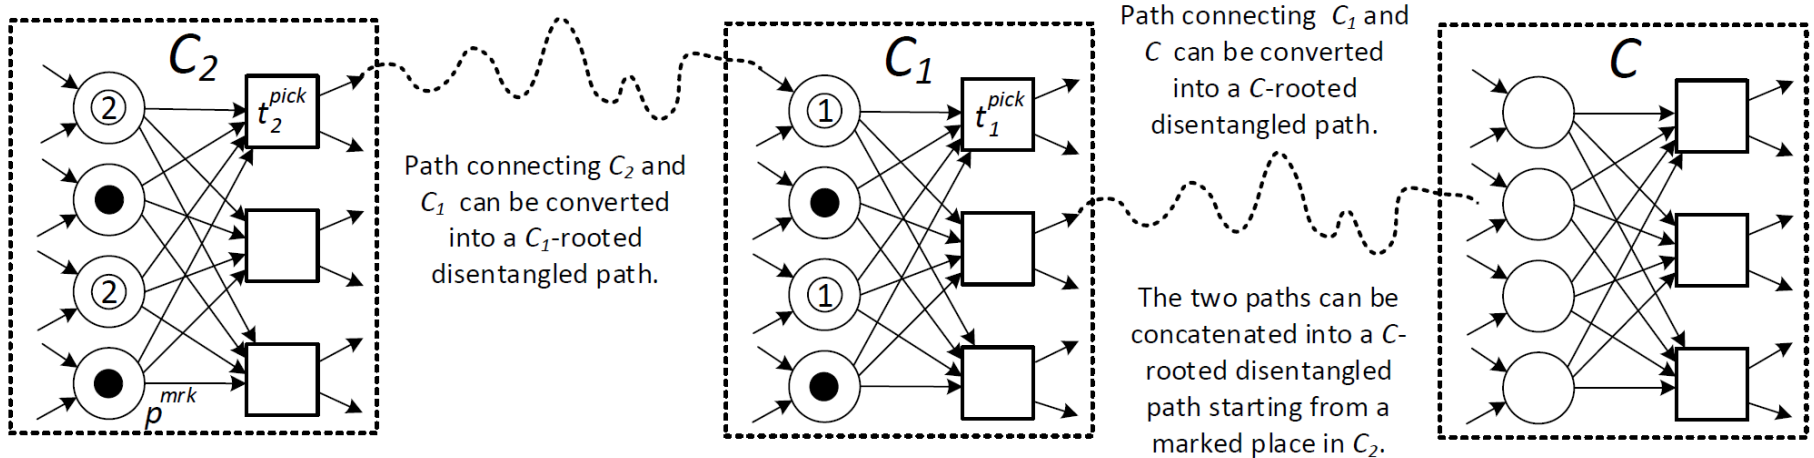 C2
2
t2pick
2
pmrk
Path connecting C2 and
C1 can be converted
into a C1-rooted
disentangled path.
C1
1
t1pick
1
Path connecting C1 and
C can be converted
into a C-rooted
disentangled path.
The two paths can be
concatenated into a C-
rooted disentangled
path starting from a
marked place in C2.
C